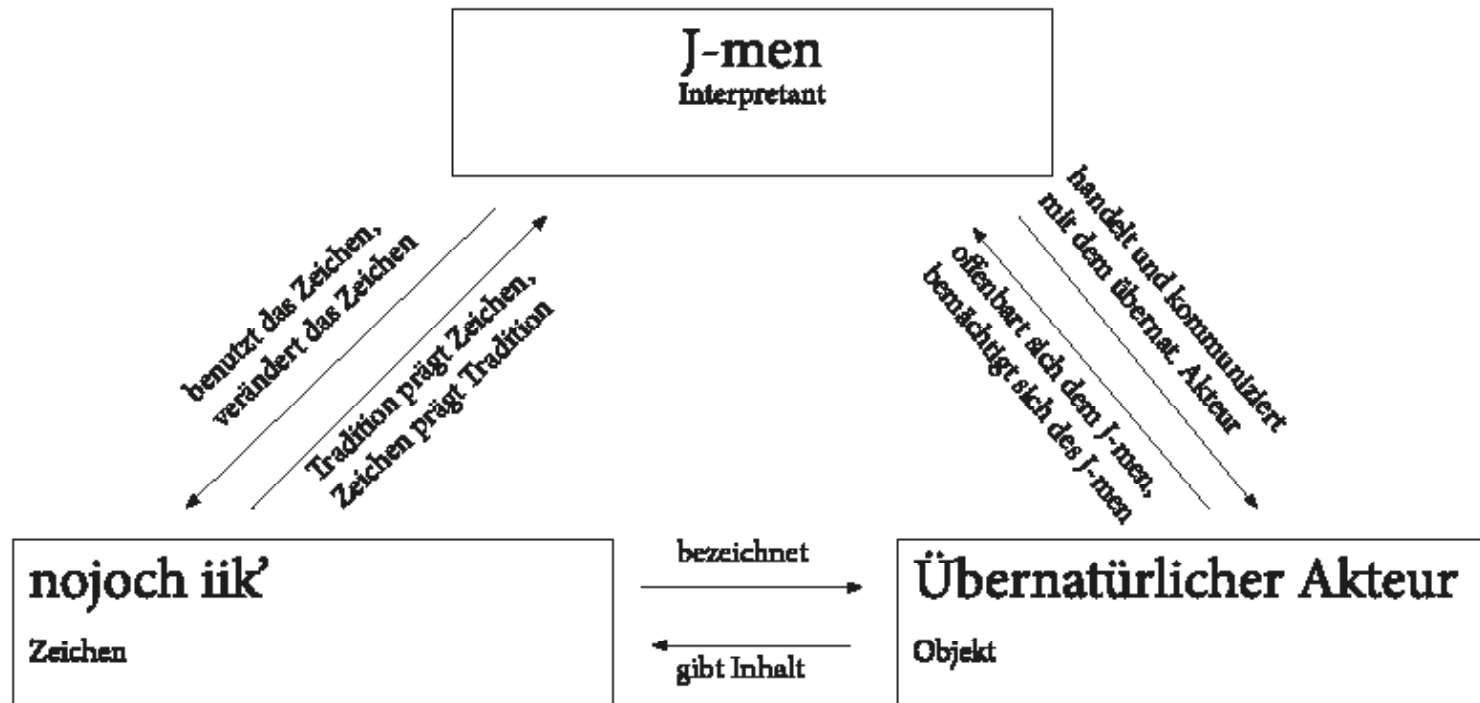 J-men
Interpretant
benutzt das Zeichen,
verändert das Zeichen
Tradition prägt Zeichen,
Zeichen prägt Tradition
handelt und kommuniziert
mit dem übernat. Akteur
offenbart sich dem J-men,
bemächtigt sich des J-men
nojoch iik’
Zeichen
bezeichnet
gibt Inhalt
Übernatürlicher Akteur
Objekt